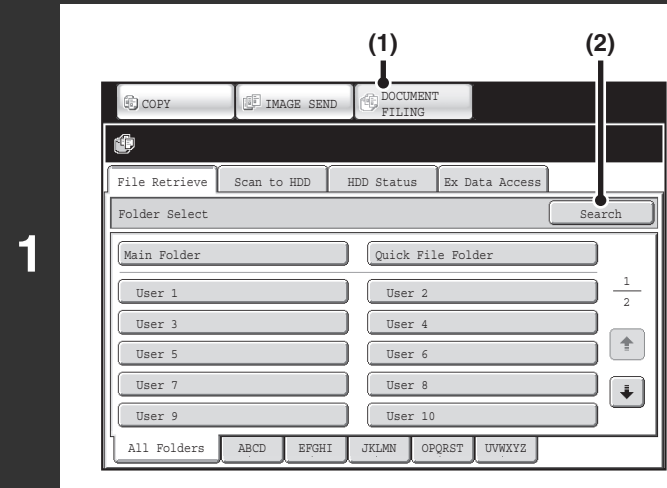 1
(1) (2)
COPY IMAGE SEND DOCUMENT
FILING
File Retrieve Scan to HDD HDD Status Ex Data Access
Folder Select Search
Main Folder Quick File Folder
User 1 User 2 1
2
User 3 User 4
User 5 User 6
User 7 User 8
User 9 User 10
All Folders ABCD EFGHI JKLMN OPQRST UVWXYZ